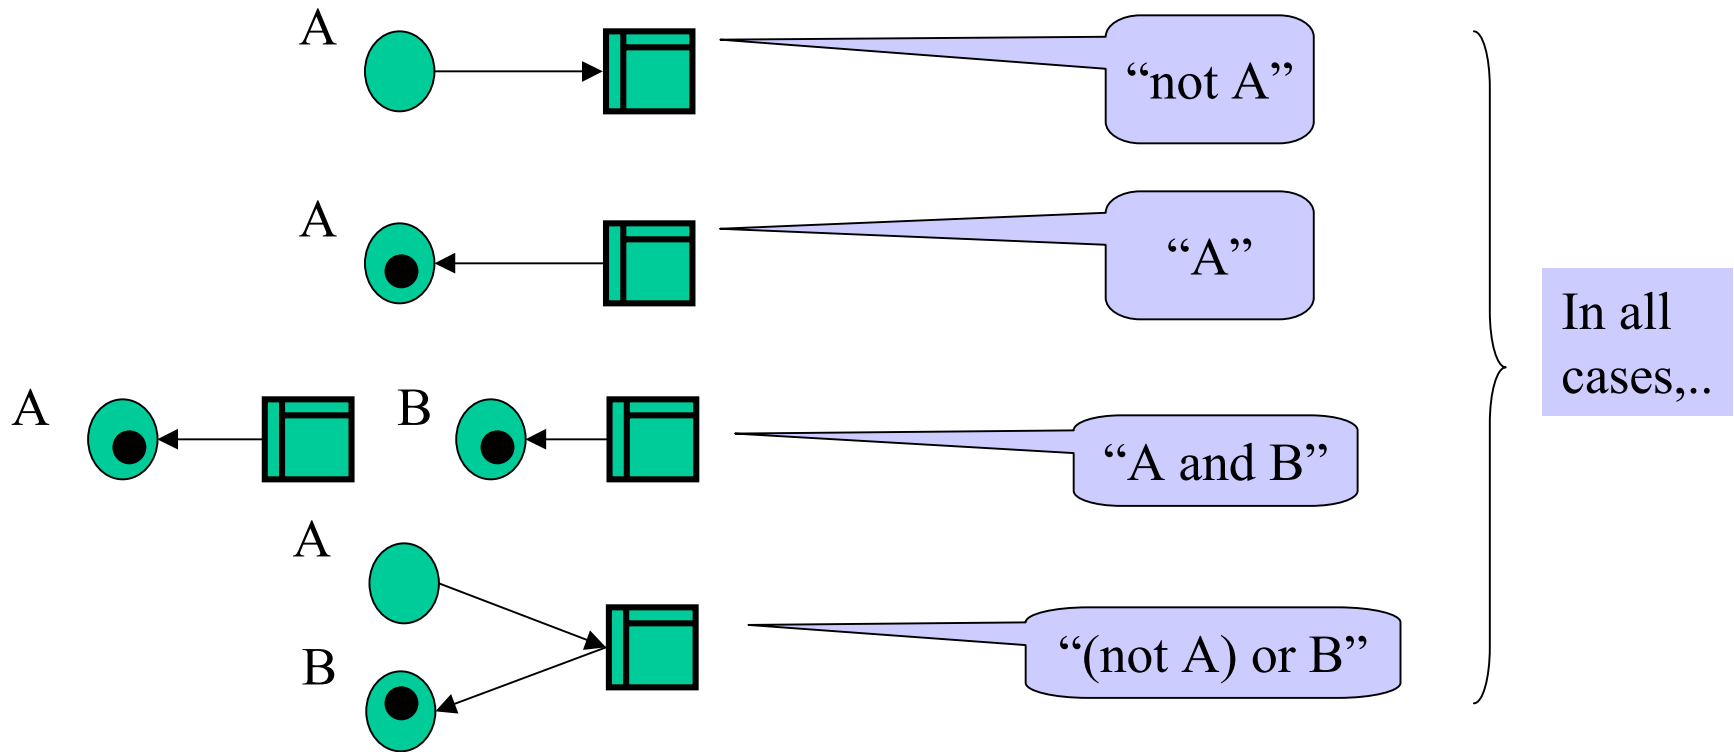 A
“not A”
A
“A”
In all
cases,..
A
B
“A and B”
A
B
“(not A) or B”